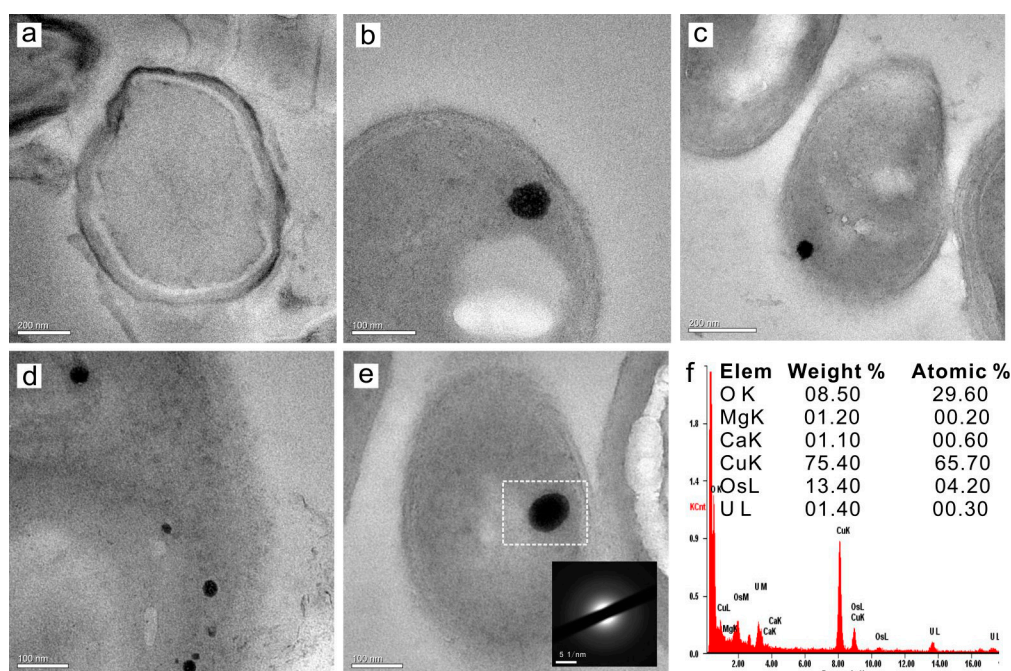 a
200 nm
b
100 nm
c
200 nm
d
100 nm
e
100 nm
5 1/nm
f
Elem Weight % Atomic %
O K 08.50 29.60
MgK 01.20 00.20
CaK 01.10 00.60
CuK 75.40 65.70
OsL 13.40 04.20
U L 01.40 00.30
1.8
1.4
0.9
0.5
0.0
KCnt
O K
CuL
MgK
OsM
U M
CaK
CaK
CuK
OsL
CuK
OsL
U L
U L
2.00 4.00 6.00 8.00 10.00 12.00 14.00 16.00